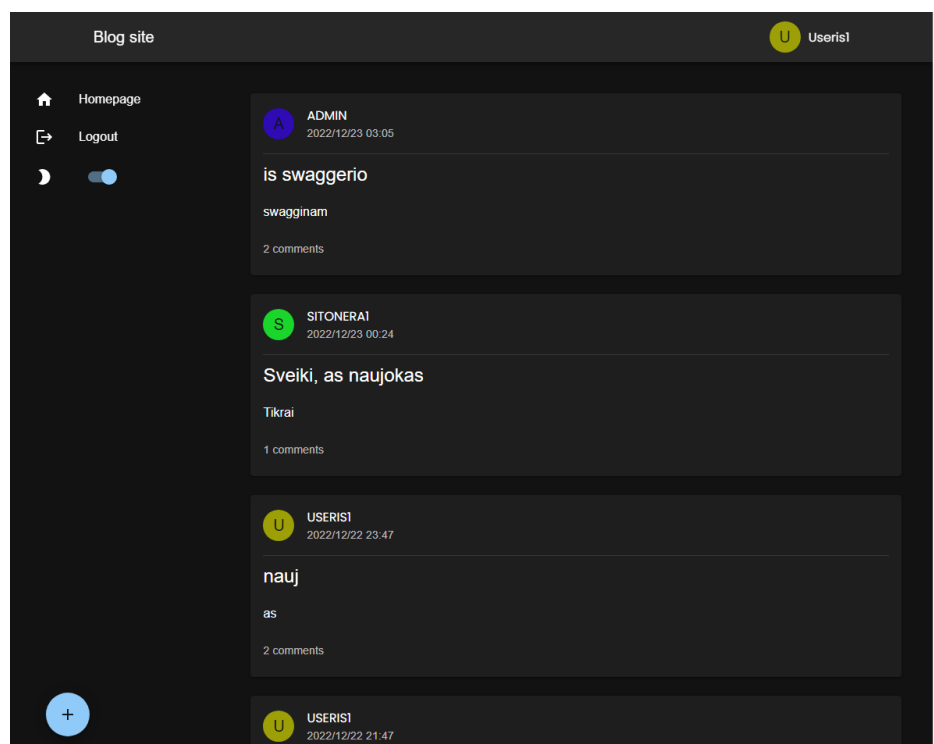 Blog site
U Useris1
Homepage
Logout
A ADMIN
2022/12/23 03:05
is swaggerio
swagginam
2 comments
S SITONERA1
2022/12/23 00:24
Sveiki, as naujokas
Tikrai
1 comments
U USERIS1
2022/12/22 23:47
nauj
as
2 comments
+
U USERIS1
2022/12/22 21:47